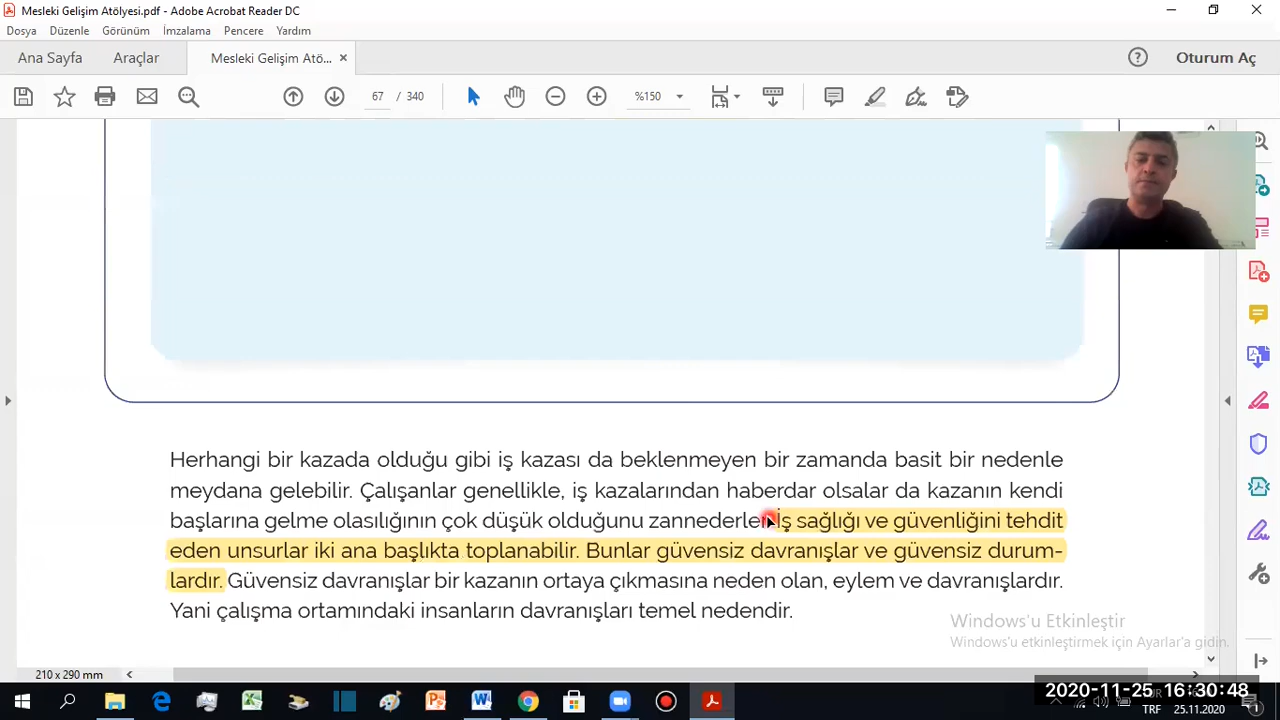 Mesleki Gelişim Atölyesi.pdf - Adobe Acrobat Reader DC
Dosya Düzenle Görünüm İmzalama Pencere Yardım
Ana Sayfa Araçlar Mesleki Gelişim Atö... Oturum Aç
67 / 340 %150
Herhangi bir kazada olduğu gibi iş kazası da beklenmeyen bir zamanda basit bir nedenle
meydana gelebilir. Çalışanlar genellikle, iş kazalarından haberdar olsalar da kazanın kendi
başlarına gelme olasılığının çok düşük olduğunu zannederler. İş sağlığı ve güvenliğini tehdit
eden unsurlar iki ana başlıkta toplanabilir. Bunlar güvensiz davranışlar ve güvensiz durum-
lardır. Güvensiz davranışlar bir kazanın ortaya çıkmasına neden olan, eylem ve davranışlardır.
Yani çalışma ortamındaki insanların davranışları temel nedendir.
Windows'u Etkinleştir
Windows'u etkinleştirmek için Ayarlar'a gidin.
210 x 290 mm
2020-11-25 16:30:48
TRF 25.11.2020